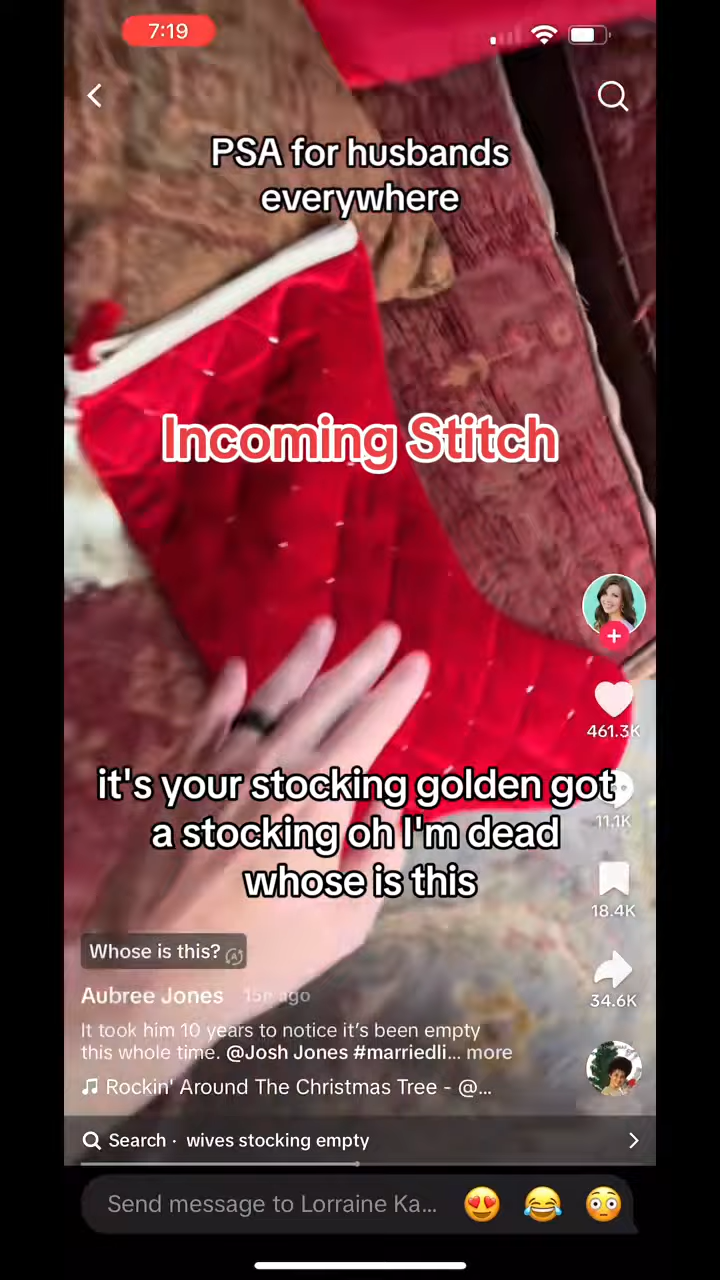 7:19
PSA for husbands
everywhere
Incoming Stitch
461.3K
it's your stocking golden got
a stocking oh I'm dead
whose is this
11.1K
18.4K
Whose is this?
34.6K
Aubree Jones 15h ago
It took him 10 years to notice it's been empty
this whole time. @Josh Jones #marriedli... more
Rockin' Around The Christmas Tree - @...
Search · wives stocking empty
Send message to Lorraine Ka...